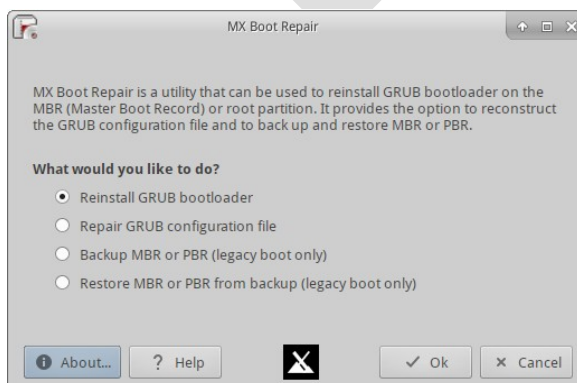 MX Boot Repair
MX Boot Repair is a utility that can be used to reinstall GRUB bootloader on the
MBR (Master Boot Record) or root partition. It provides the option to reconstruct
the GRUB configuration file and to back up and restore MBR or PBR.
What would you like to do?
Reinstall GRUB bootloader
Repair GRUB configuration file
Backup MBR or PBR (legacy boot only)
Restore MBR or PBR from backup (legacy boot only)
About... Help Ok Cancel